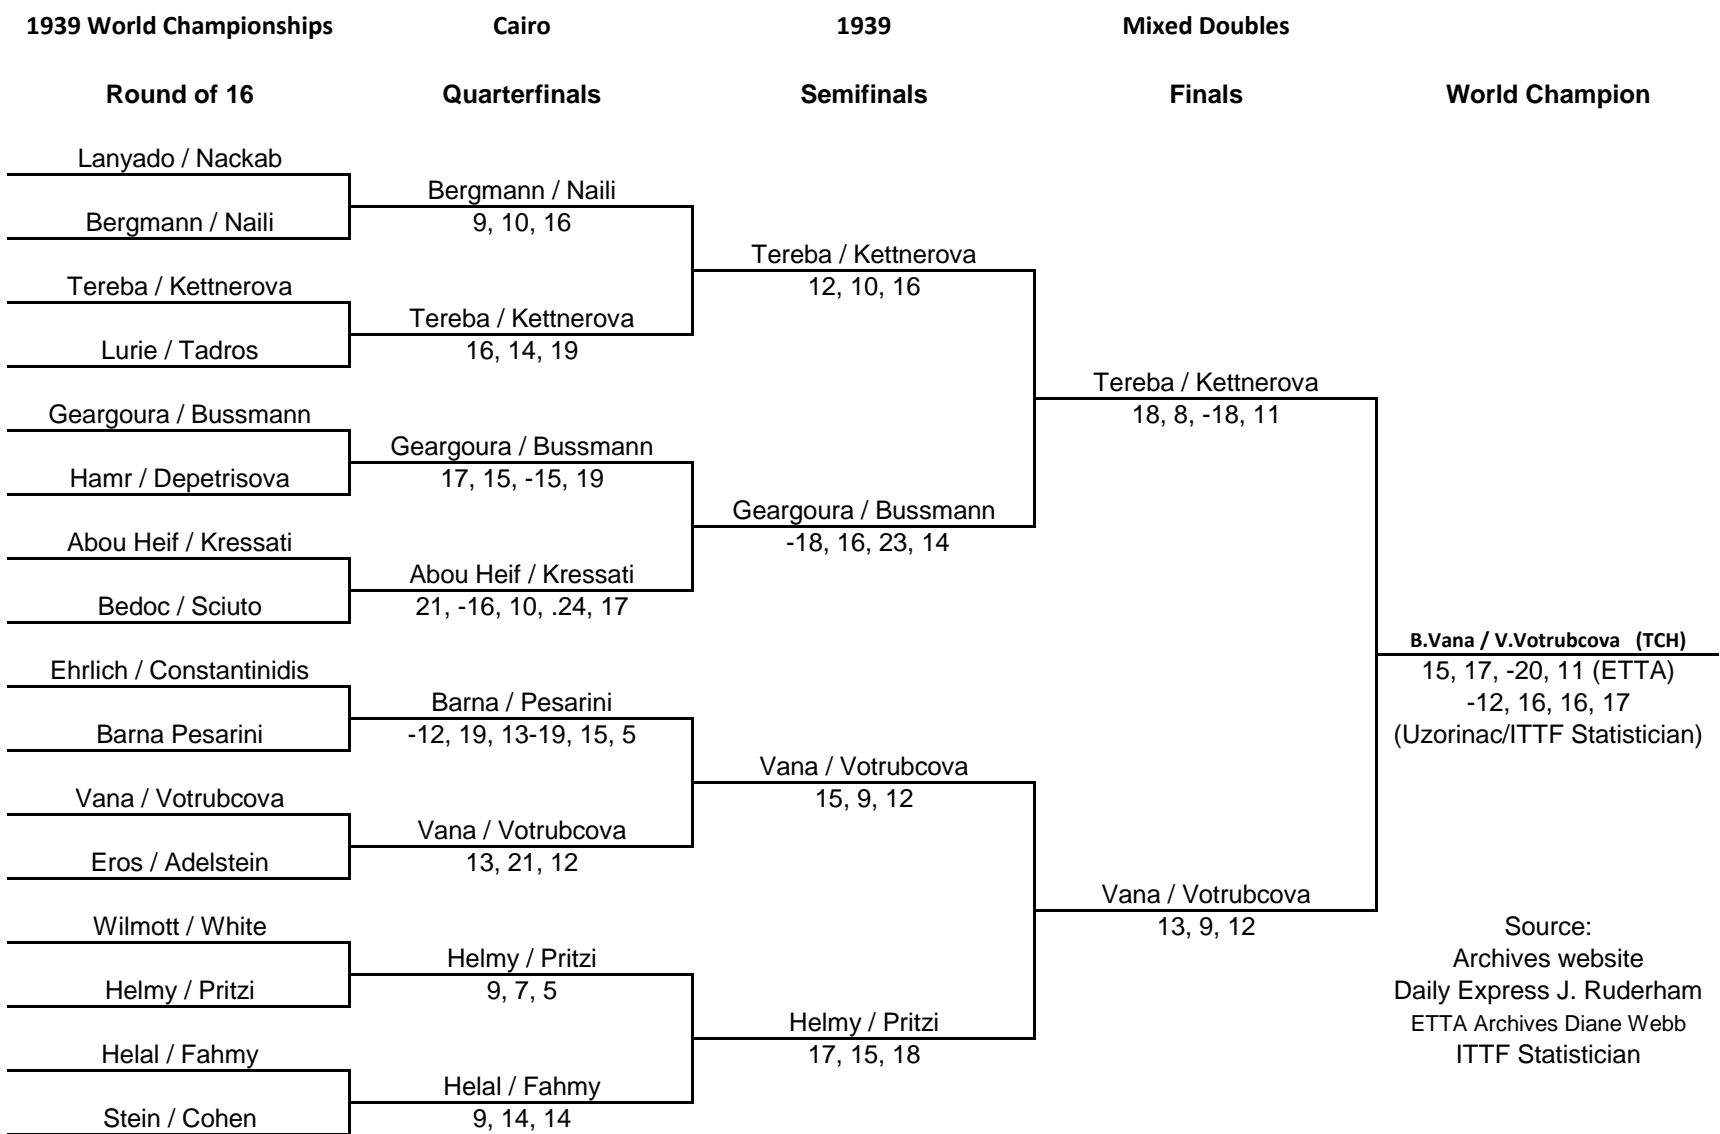 1939 World Championships Cairo 1939 Mixed Doubles
Round of 16 Quarterfinals Semifinals Finals World Champion
Lanyado / Nackab
Bergmann / Naili
9, 10, 16
Bergmann / Naili
Tereba / Kettnerova
12, 10, 16
Tereba / Kettnerova
Tereba / Kettnerova
16, 14, 19
Lurie / Tadros
Tereba / Kettnerova
18, 8, -18, 11
Geargoura / Bussmann
Geargoura / Bussmann
17, 15, -15, 19
Hamr / Depetrisova
Geargoura / Bussmann
-18, 16, 23, 14
Abou Heif / Kressati
Abou Heif / Kressati
21, -16, 10, .24, 17
Bedoc / Sciuto
B.Vana / V.Votrubcova (TCH)
15, 17, -20, 11 (ETTA)
-12, 16, 16, 17
(Uzorinac/ITTF Statistician)
Ehrlich / Constantinidis
Barna / Pesarini
-12, 19, 13-19, 15, 5
Barna Pesarini
Vana / Votrubcova
15, 9, 12
Vana / Votrubcova
Vana / Votrubcova
13, 21, 12
Eros / Adelstein
Vana / Votrubcova
13, 9, 12
Wilmott / White
Helmy / Pritzi
9, 7, 5
Helmy / Pritzi
Helmy / Pritzi
17, 15, 18
Helal / Fahmy
Helal / Fahmy
9, 14, 14
Stein / Cohen
Source:
Archives website
Daily Express J. Ruderham
ETTA Archives Diane Webb
ITTF Statistician